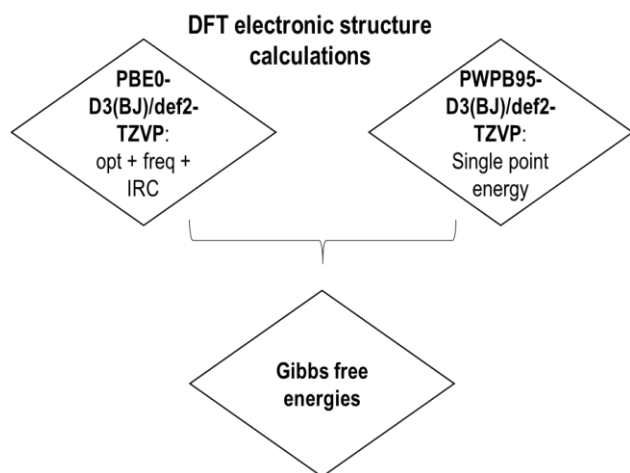 DFT electronic structure
calculations
PBE0-
D3(BJ)/def2-
TZVP:
opt + freq +
IRC
PWPB95-
D3(BJ)/def2-
TZVP:
Single point
energy
Gibbs free
energies